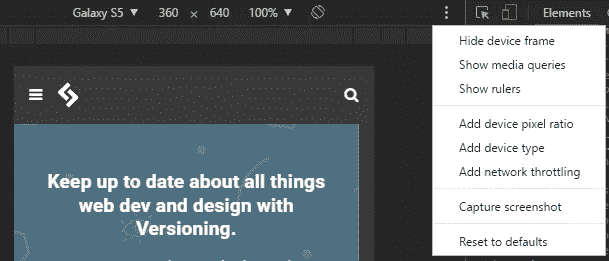 Galaxy S5 ▼ 360 × 640 100% ▼ Elements
Hide device frame
Show media queries
Show rulers
Add device pixel ratio
Add device type
Add network throttling
Capture screenshot
Reset to defaults
Keep up to date about all things
web dev and design with
Versioning.